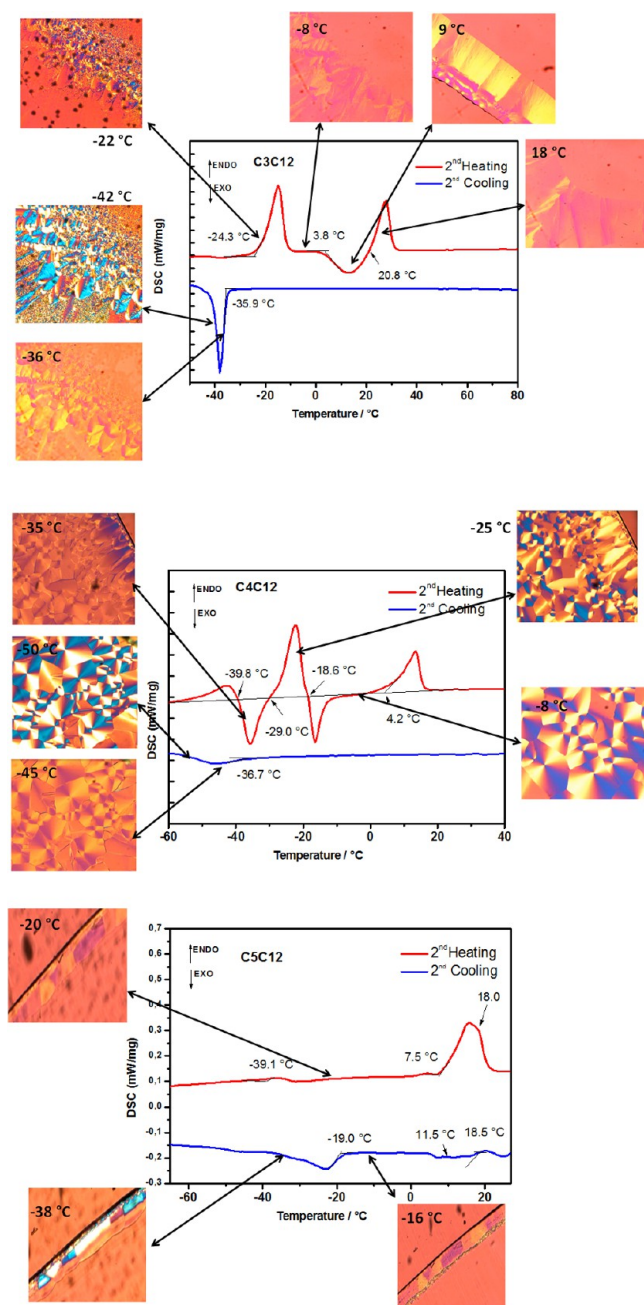 -8 °C
9 °C
-22 °C
18 °C
-42 °C
-36 °C
ENDO
EXO
C3C12
2nd Heating
2nd Cooling
-24.3 °C
3.8 °C
20.8 °C
-35.9 °C
DSC (mW/mg)
-40 -20 0 20 40 60 80
Temperature / °C
-35 °C
-25 °C
-50 °C
-8 °C
-45 °C
ENDO
EXO
C4C12
2nd Heating
2nd Cooling
-39.8 °C
-18.6 °C
-29.0 °C
4.2 °C
-36.7 °C
DSC (mW/mg)
-60 -40 -20 0 20 40
Temperature / °C
-20 °C
ENDO
EXO
C5C12
2nd Heating
2nd Cooling
18.0
-39.1 °C
7.5 °C
-19.0 °C
11.5 °C
18.5 °C
0,7
0,6
0,5
0,4
0,3
0,2
0,1
0,0
-0,1
-0,2
-0,3
DSC (mW/mg)
-60 -40 -20 0 20
Temperature / °C
-38 °C
-16 °C